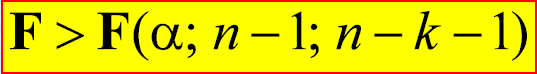 F > F(α; n − 1; n − k − 1)